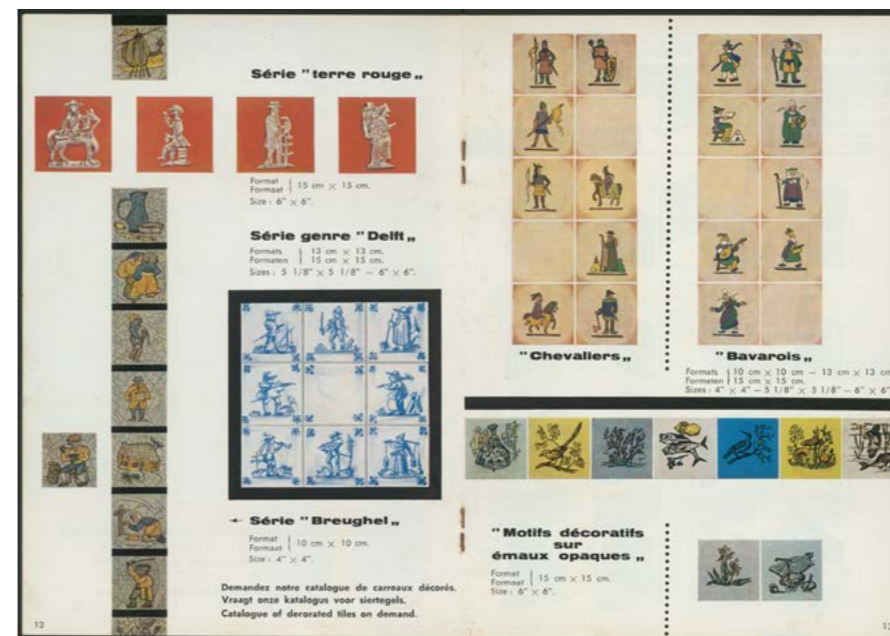 Série "terre rouge„
Format
Formaat
15 cm × 15 cm.
Size : 6" × 6".
Série genre "Delft„
Formats
Formaten
13 cm × 13 cm.
15 cm × 15 cm.
Sizes : 5 1/8" × 5 1/8" – 6" × 6".
← Série "Breughel„
Format
Formaat
10 cm × 10 cm.
Size : 4" × 4".
Demandez notre catalogue de carreaux décorés.
Vraagt onze katalogus voor siertegels.
Catalogue of derorated tiles on demand.
12
"Chevaliers„
"Bavarois„
Formats
Formaten
10 cm × 10 cm – 13 cm × 13 cm
15 cm × 15 cm.
Sizes : 4" × 4" – 5 1/8" × 5 1/8" – 6" × 6"
"Motifs décoratifs
sur
émaux opaques„
Format
Formaat
15 cm × 15 cm.
Size : 6" × 6".